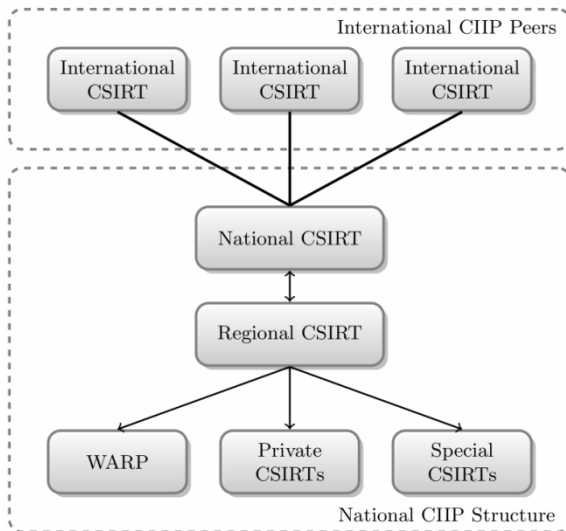 International CIIP Peers
International
CSIRT
International
CSIRT
International
CSIRT
National CSIRT
Regional CSIRT
WARP
Private
CSIRTs
Special
CSIRTs
National CIIP Structure